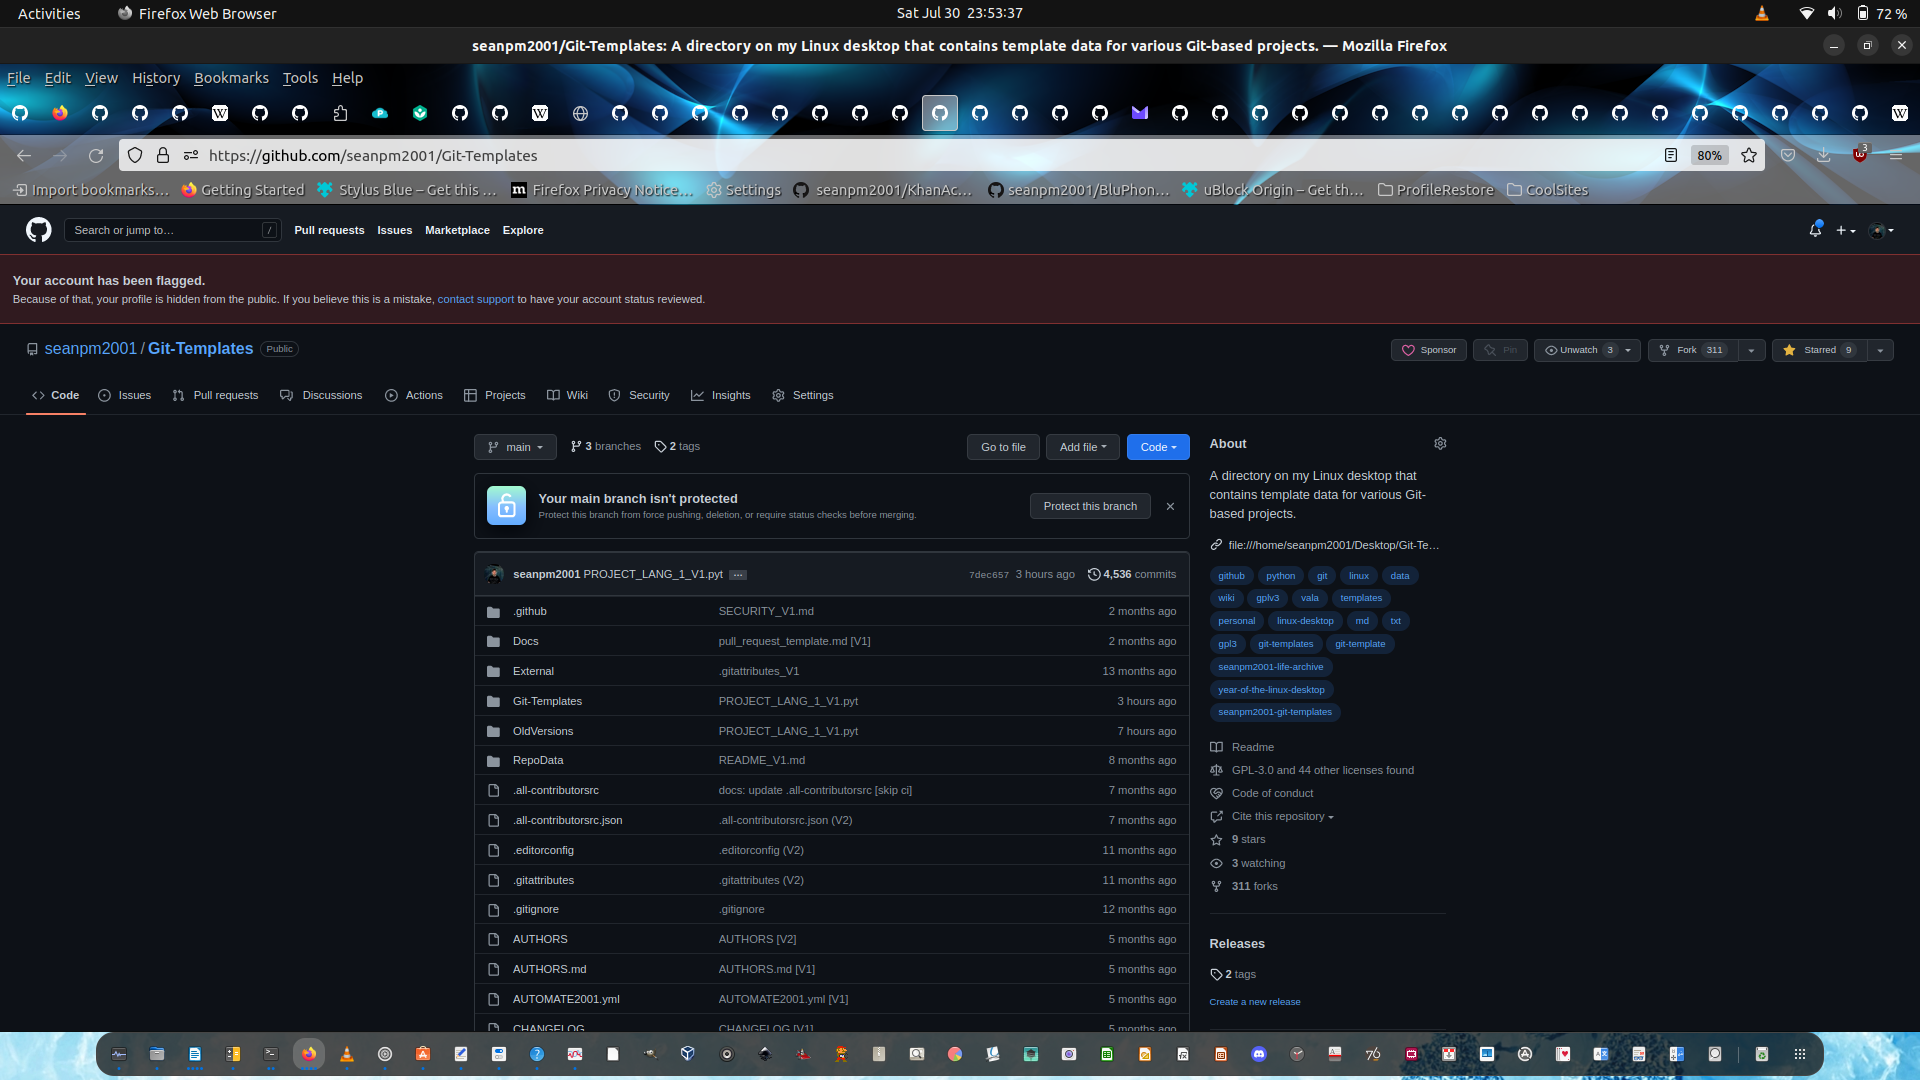 Activities
Firefox Web Browser
Sat Jul 30 23:53:37
72 %
seanpm2001/Git-Templates: A directory on my Linux desktop that contains template data for various Git-based projects. — Mozilla Firefox
File Edit View History Bookmarks Tools Help
https://github.com/seanpm2001/Git-Templates
80%
3
Import bookmarks… Getting Started Stylus Blue – Get this … Firefox Privacy Notice… Settings seanpm2001/KhanAc… seanpm2001/BluPhon… uBlock Origin – Get th… ProfileRestore CoolSites
Search or jump to… / Pull requests Issues Marketplace Explore
Your account has been flagged.
Because of that, your profile is hidden from the public. If you believe this is a mistake, contact support to have your account status reviewed.
seanpm2001 / Git-Templates Public
Sponsor Pin Unwatch 3 Fork 311 Starred 9
Code Issues Pull requests Discussions Actions Projects Wiki Security Insights Settings
main 3 branches 2 tags Go to file Add file Code
Your main branch isn't protected
Protect this branch from force pushing, deletion, or require status checks before merging.
Protect this branch
seanpm2001 PROJECT_LANG_1_V1.pyt … 7dec657 3 hours ago 4,536 commits
.github SECURITY_V1.md 2 months ago
Docs pull_request_template.md [V1] 2 months ago
External .gitattributes_V1 13 months ago
Git-Templates PROJECT_LANG_1_V1.pyt 3 hours ago
OldVersions PROJECT_LANG_1_V1.pyt 7 hours ago
RepoData README_V1.md 8 months ago
.all-contributorsrc docs: update .all-contributorsrc [skip ci] 7 months ago
.all-contributorsrc.json .all-contributorsrc.json (V2) 7 months ago
.editorconfig .editorconfig (V2) 11 months ago
.gitattributes .gitattributes (V2) 11 months ago
.gitignore .gitignore 12 months ago
AUTHORS AUTHORS [V2] 5 months ago
AUTHORS.md AUTHORS.md [V1] 5 months ago
AUTOMATE2001.yml AUTOMATE2001.yml [V1] 5 months ago
CHANGELOG CHANGELOG [V1] 5 months ago
About
A directory on my Linux desktop that
contains template data for various Git-
based projects.
file:///home/seanpm2001/Desktop/Git-Te…
github python git linux data
wiki gplv3 vala templates
personal linux-desktop md txt
gpl3 git-templates git-template
seanpm2001-life-archive
year-of-the-linux-desktop
seanpm2001-git-templates
Readme
GPL-3.0 and 44 other licenses found
Code of conduct
Cite this repository
9 stars
3 watching
311 forks
Releases
2 tags
Create a new release